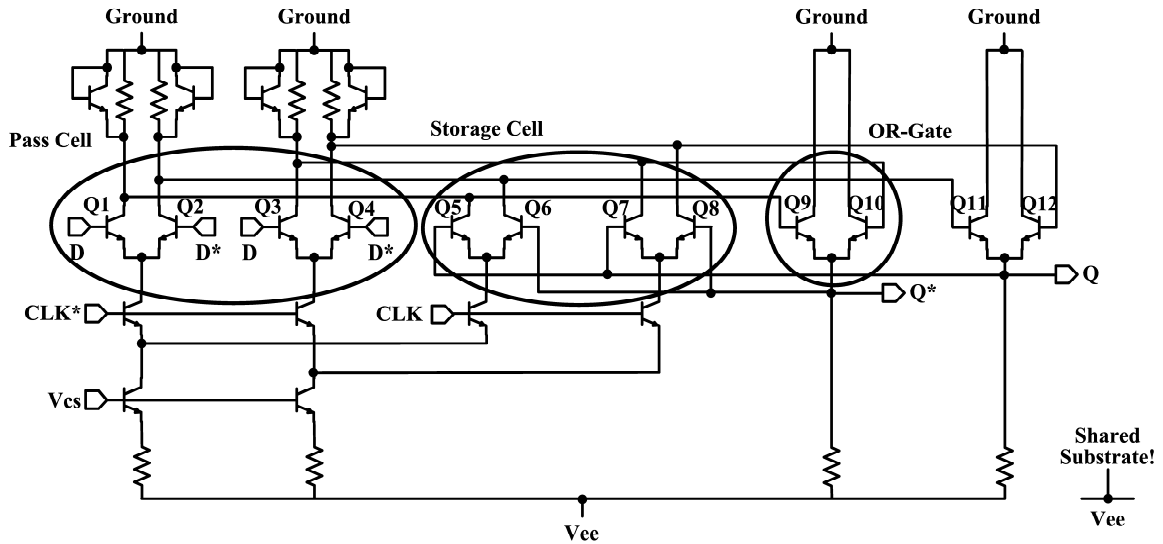 Ground Ground Ground Ground
Pass Cell Storage Cell OR-Gate
Q1 Q2 Q3 Q4 Q5 Q6 Q7 Q8 Q9 Q10 Q11 Q12
D D* D D*
Q
Q*
CLK* CLK
Vcs
Shared
Substrate!
Vee Vee